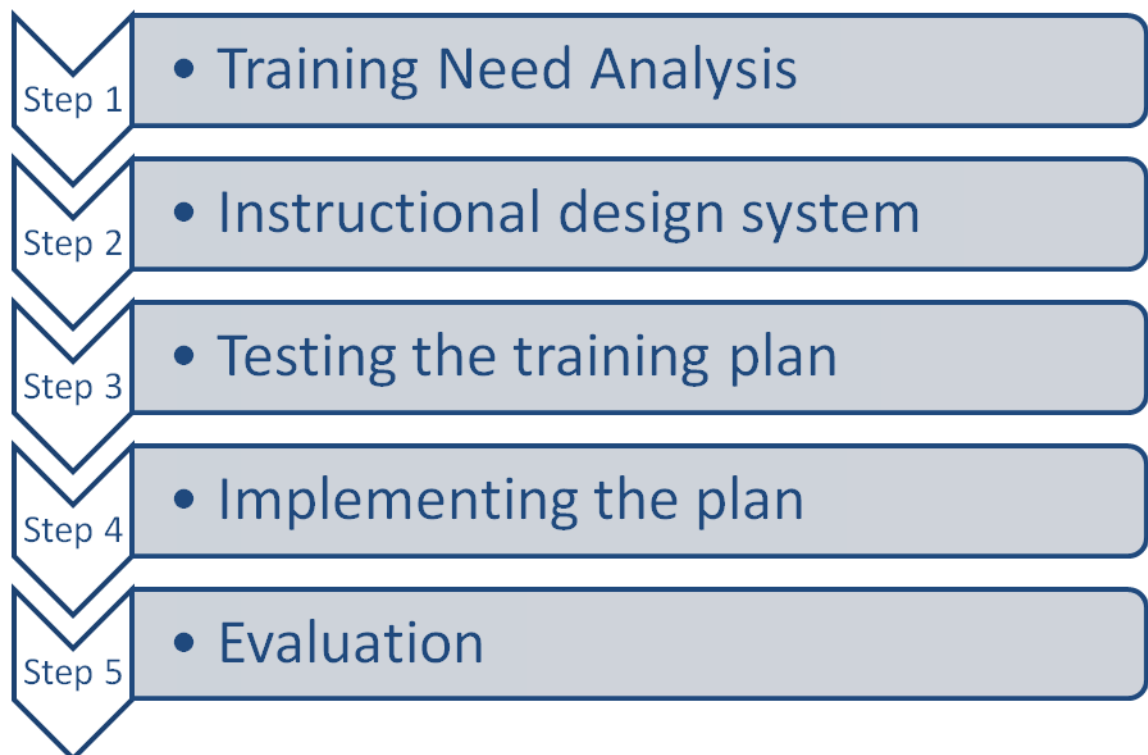 Step 1
• Training Need Analysis
Step 2
• Instructional design system
Step 3
• Testing the training plan
Step 4
• Implementing the plan
Step 5
• Evaluation